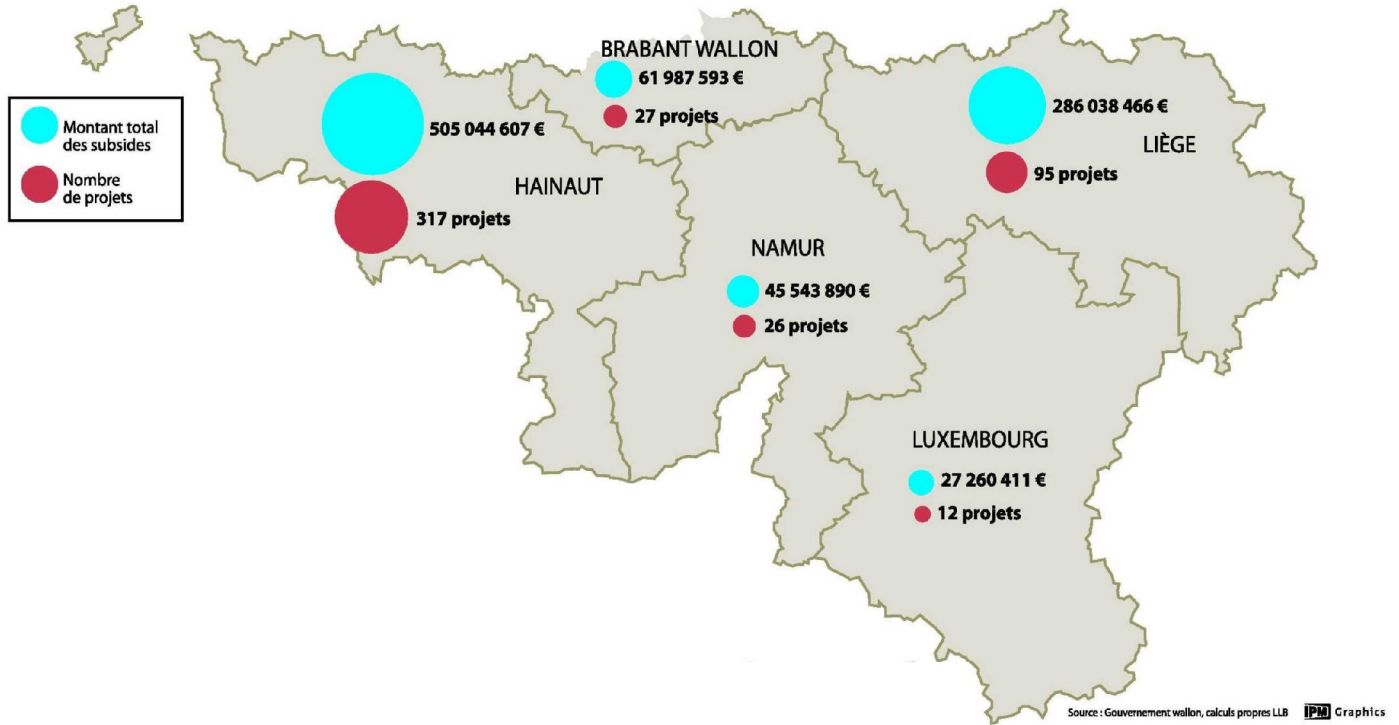 BRABANT WALLON
61 987 593 €
27 projets
286 038 466 €
LIÈGE
95 projets
Montant total
des subsides
Nombre
de projets
505 044 607 €
HAINAUT
317 projets
NAMUR
45 543 890 €
26 projets
LUXEMBOURG
27 260 411 €
12 projets
Source : Gouvernement wallon, calculs propres LLB
IPM Graphics